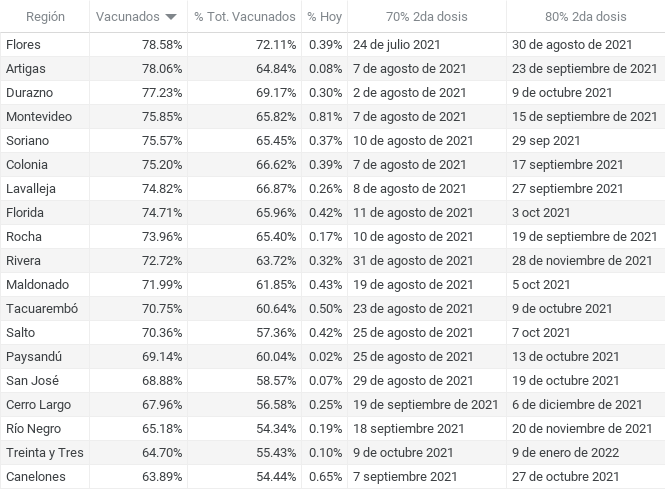 Región Vacunados % Tot. Vacunados % Hoy 70% 2da dosis 80% 2da dosis
Flores 78.58% 72.11% 0.39% 24 de julio 2021 30 de agosto de 2021
Artigas 78.06% 64.84% 0.08% 7 de agosto de 2021 23 de septiembre de 2021
Durazno 77.23% 69.17% 0.30% 2 de agosto de 2021 9 de octubre de 2021
Montevideo 75.85% 65.82% 0.81% 7 de agosto de 2021 15 de septiembre de 2021
Soriano 75.57% 65.45% 0.37% 10 de agosto de 2021 29 sep 2021
Colonia 75.20% 66.62% 0.39% 7 de agosto de 2021 17 septiembre 2021
Lavalleja 74.82% 66.87% 0.26% 8 de agosto de 2021 27 septiembre 2021
Florida 74.71% 65.96% 0.42% 11 de agosto de 2021 3 oct 2021
Rocha 73.96% 65.40% 0.17% 10 de agosto de 2021 19 de septiembre de 2021
Rivera 72.72% 63.72% 0.32% 31 de agosto de 2021 28 de noviembre de 2021
Maldonado 71.99% 61.85% 0.43% 19 de agosto de 2021 5 oct 2021
Tacuarembó 70.75% 60.64% 0.50% 23 de agosto de 2021 9 de octubre de 2021
Salto 70.36% 57.36% 0.42% 25 de agosto de 2021 7 oct 2021
Paysandú 69.14% 60.04% 0.02% 25 de agosto de 2021 13 de octubre 2021
San José 68.88% 58.57% 0.07% 29 de agosto de 2021 19 de octubre 2021
Cerro Largo 67.96% 56.58% 0.25% 19 de septiembre de 2021 6 de diciembre de 2021
Río Negro 65.18% 54.34% 0.19% 18 septiembre 2021 20 de noviembre de 2021
Treinta y Tres 64.70% 55.43% 0.10% 9 de octubre de 2021 9 de enero de 2022
Canelones 63.89% 54.44% 0.65% 7 septiembre 2021 27 de octubre de 2021